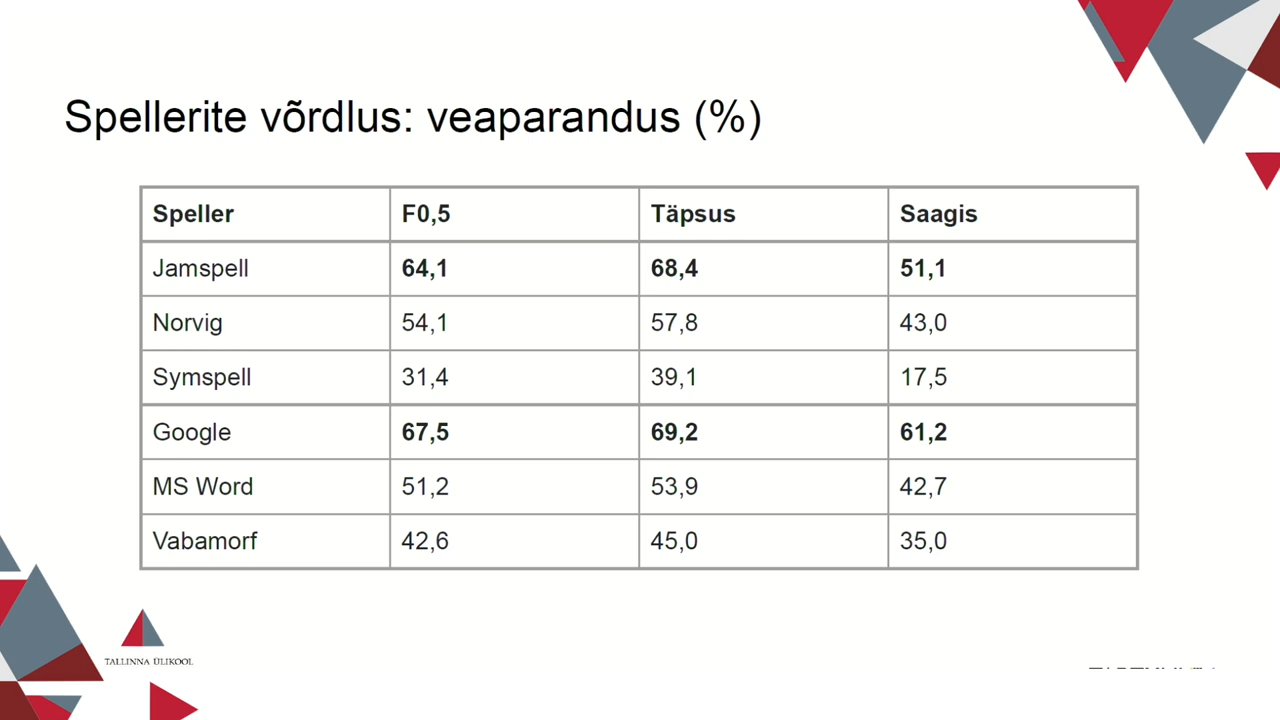 Spellerite võrdlus: veaparandus (%)
Speller F0,5 Täpsus Saagis
Jamspell 64,1 68,4 51,1
Norvig 54,1 57,8 43,0
Symspell 31,4 39,1 17,5
Google 67,5 69,2 61,2
MS Word 51,2 53,9 42,7
Vabamorf 42,6 45,0 35,0
TALLINNA ÜLIKOOL